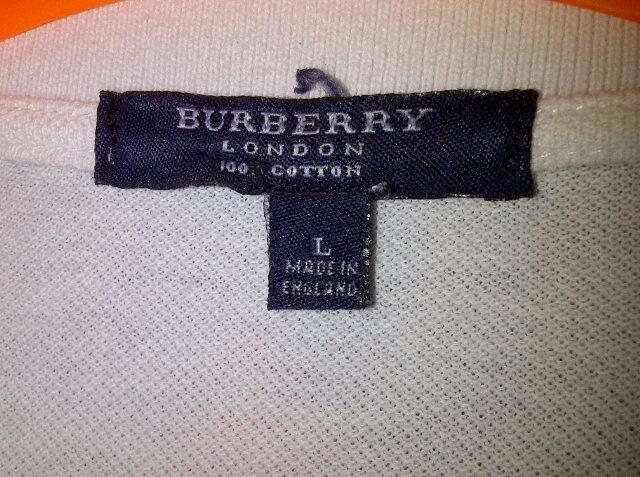 BURBERRY
LONDON
100% COTTON
L
MADE IN
ENGLAND